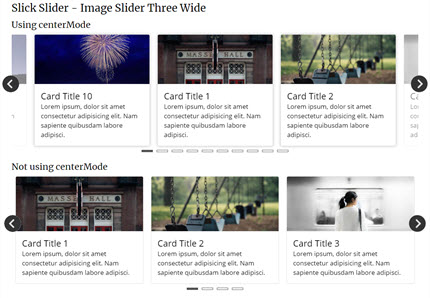 Slick Slider - Image Slider Three Wide
Using centerMode
Card Title 10
Lorem ipsum, dolor sit amet
consectetur adipisicing elit. Nam
sapiente quibusdam labore
adipisci.
Card Title 1
Lorem ipsum, dolor sit amet
consectetur adipisicing elit. Nam
sapiente quibusdam labore
adipisci.
Card Title 2
Lorem ipsum, dolor sit amet
consectetur adipisicing elit. Nam
sapiente quibusdam labore
adipisci.
Not using centerMode
MASSEY HALL
Card Title 1
Lorem ipsum, dolor sit amet
consectetur adipisicing elit. Nam
sapiente quibusdam labore adipisci.
Card Title 2
Lorem ipsum, dolor sit amet
consectetur adipisicing elit. Nam
sapiente quibusdam labore adipisci.
Card Title 3
Lorem ipsum, dolor sit amet
consectetur adipisicing elit. Nam
sapiente quibusdam labore adipisci.